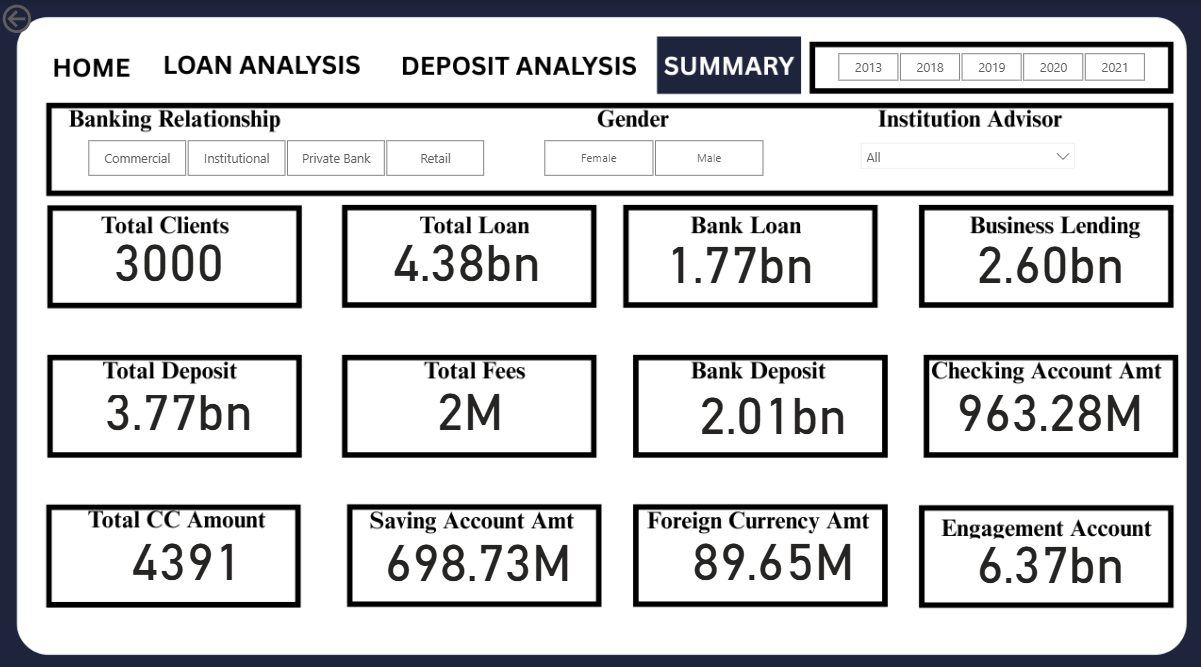 HOME LOAN ANALYSIS DEPOSIT ANALYSIS SUMMARY 2013 2018 2019 2020 2021
Banking Relationship Gender Institution Advisor
Commercial Institutional Private Bank Retail Female Male All
Total Clients Total Loan Bank Loan Business Lending
3000 4.38bn 1.77bn 2.60bn
Total Deposit Total Fees Bank Deposit Checking Account Amt
3.77bn 2M 2.01bn 963.28M
Total CC Amount Saving Account Amt Foreign Currency Amt Engagement Account
4391 698.73M 89.65M 6.37bn